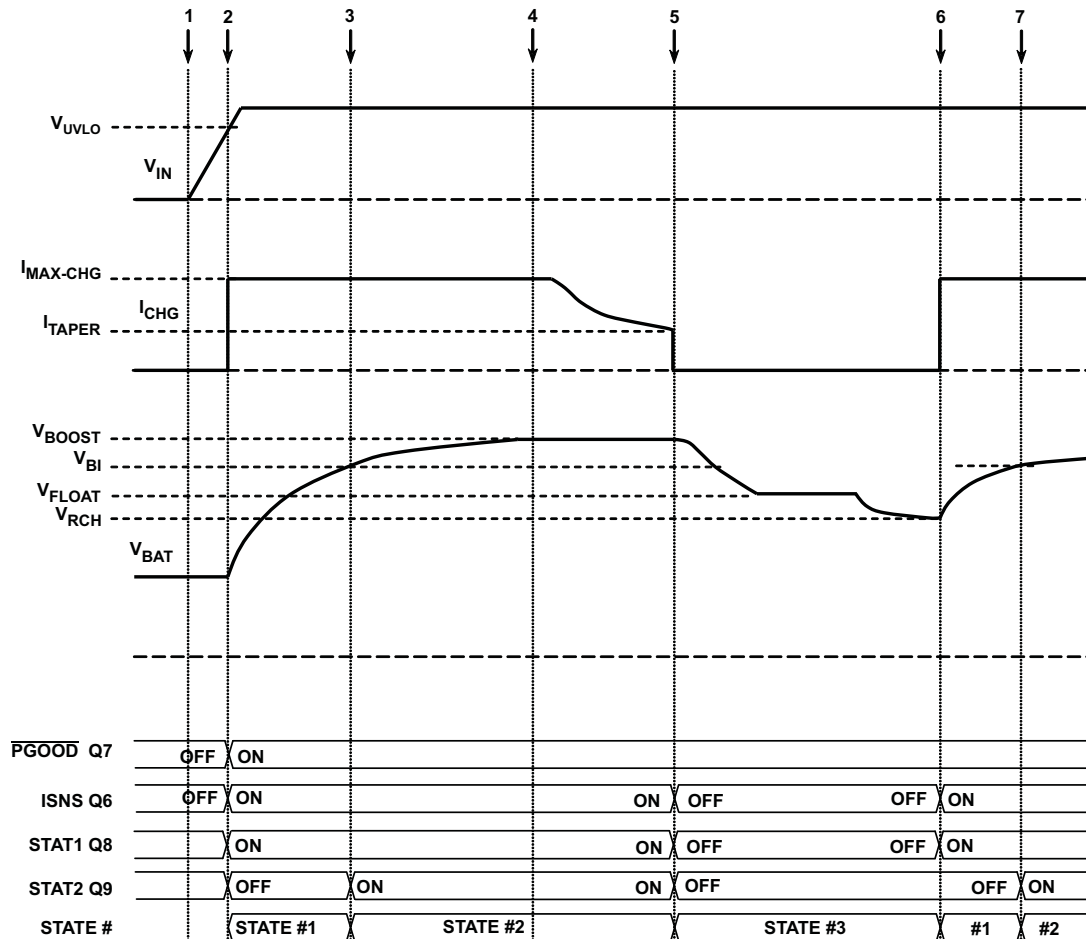 1 2 3 4 5 6 7
VUVLO
VIN
IMAX-CHG
ICHG
ITAPER
VBOOST
VBI
VFLOAT
VRCH
VBAT
PGOOD Q7 OFF ON
ISNS Q6 OFF ON ON OFF OFF ON
STAT1 Q8 ON ON OFF OFF ON
STAT2 Q9 OFF ON ON OFF OFF ON
STATE # STATE #1 STATE #2 STATE #3 #1 #2